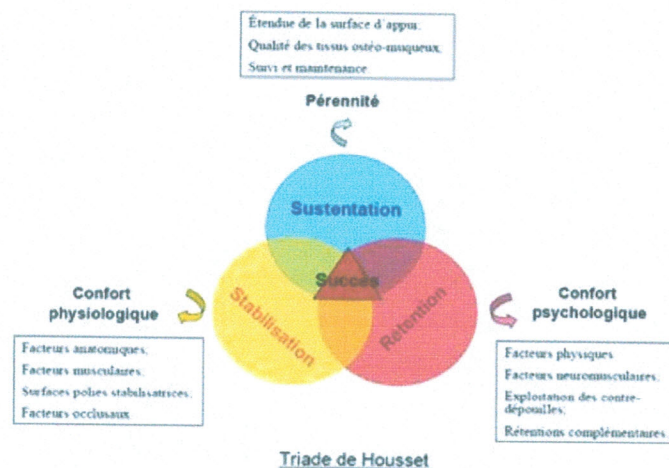 Étendue de la surface d'appui;
Qualité des tissus ostéo-muqueux;
Suivi et maintenance.
Pérennité
Sustentation
Succès
Stabilisation
Rétention
Confort
physiologique
Facteurs anatomiques;
Facteurs musculaires;
Surfaces polies stabilisatrices;
Facteurs occlusaux
Confort
psychologique
Facteurs physiques
Facteurs neuromusculaires;
Exploitation des contre-
dépouilles;
Rétentions complémentaires.
Triade de Housset